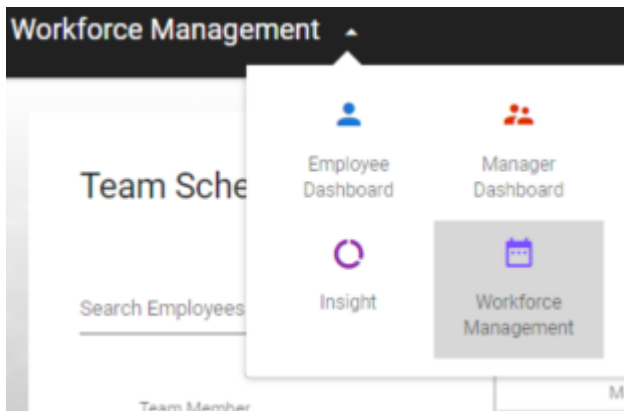 Workforce Management
Employee
Dashboard
Manager
Dashboard
Team Sche
Insight
Workforce
Management
Search Employees
Team Member
M